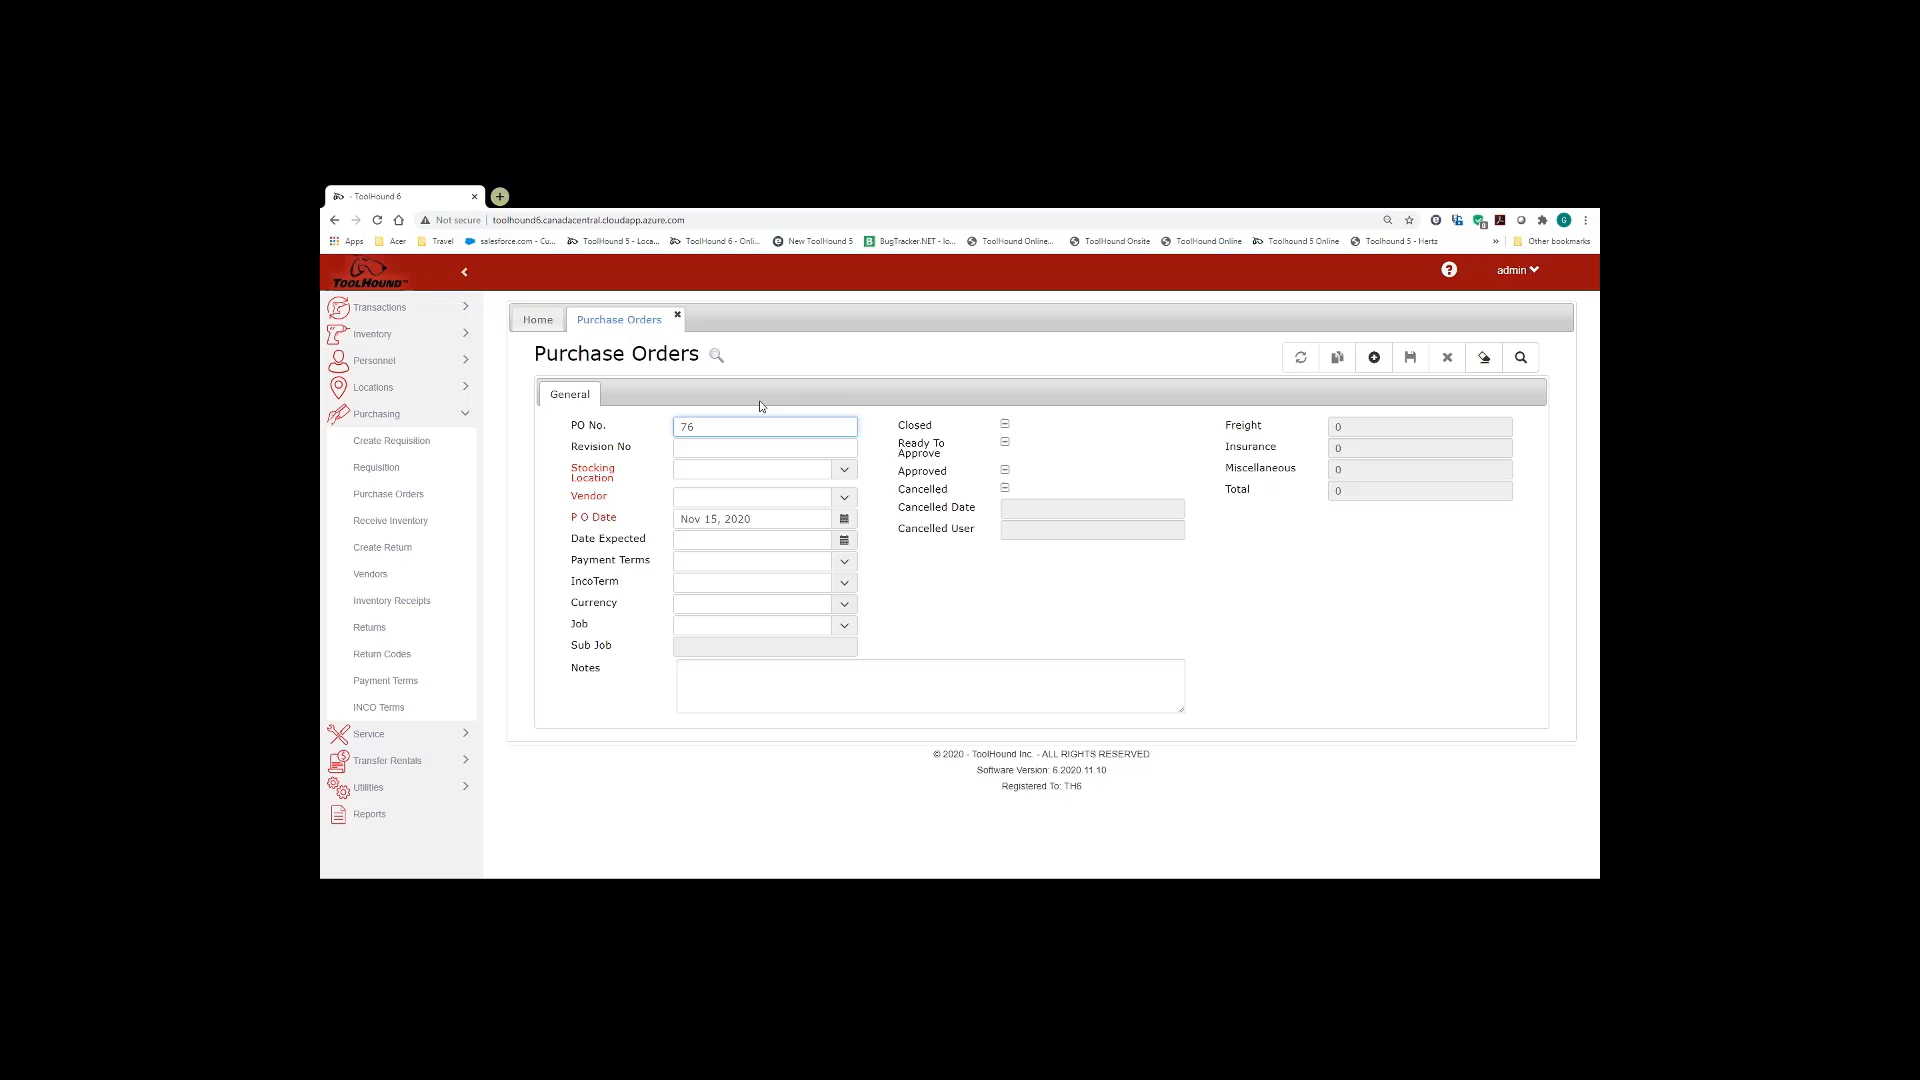 - ToolHound 6
Not secure | toolhound6.canadacentral.cloudapp.azure.com
Apps Acer Travel salesforce.com - Cu... ToolHound 5 - Loca... ToolHound 6 - Onli... New ToolHound 5 BugTracker.NET - lo... ToolHound Online... ToolHound Onsite ToolHound Online Toolhound 5 Online Toolhound 5 - Hertz » Other bookmarks
TOOLHOUND™
admin
Transactions
Inventory
Personnel
Locations
Purchasing
Create Requisition
Requisition
Purchase Orders
Receive Inventory
Create Return
Vendors
Inventory Receipts
Returns
Return Codes
Payment Terms
INCO Terms
Service
Transfer Rentals
Utilities
Reports
Home Purchase Orders
Purchase Orders
General
PO No. 76
Revision No
Stocking
Location
Vendor
P O Date Nov 15, 2020
Date Expected
Payment Terms
IncoTerm
Currency
Job
Sub Job
Notes
Closed
Ready To
Approve
Approved
Cancelled
Cancelled Date
Cancelled User
Freight 0
Insurance 0
Miscellaneous 0
Total 0
© 2020 - ToolHound Inc. - ALL RIGHTS RESERVED
Software Version: 6.2020.11.10
Registered To: TH6